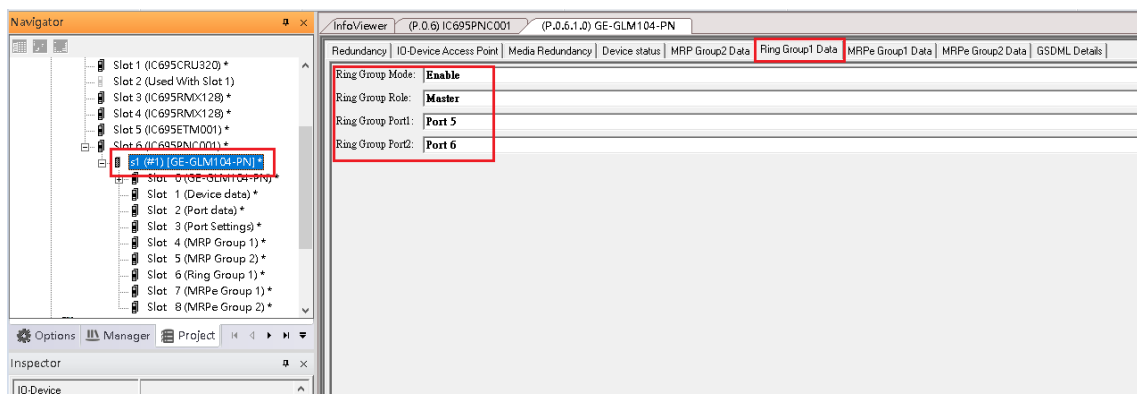 Navigator
Slot 1 (IC695CRU320) *
Slot 2 (Used With Slot 1)
Slot 3 (IC695RMX128) *
Slot 4 (IC695RMX128) *
Slot 5 (IC695ETM001) *
Slot 6 (IC695PNC001) *
s1 (#1) [GE-GLM104-PN] *
Slot 0 (GE-GLM104-PN) *
Slot 1 (Device data) *
Slot 2 (Port data) *
Slot 3 (Port Settings) *
Slot 4 (MRP Group 1) *
Slot 5 (MRP Group 2) *
Slot 6 (Ring Group 1) *
Slot 7 (MRPe Group 1) *
Slot 8 (MRPe Group 2) *
Options Manager Project
Inspector
IO-Device
InfoViewer (P.0.6) IC695PNC001 (P.0.6.1.0) GE-GLM104-PN
Redundancy IO-Device Access Point Media Redundancy Device status MRP Group2 Data Ring Group1 Data MRPe Group1 Data MRPe Group2 Data GSDML Details
Ring Group Mode: Enable
Ring Group Role: Master
Ring Group Port1: Port 5
Ring Group Port2: Port 6